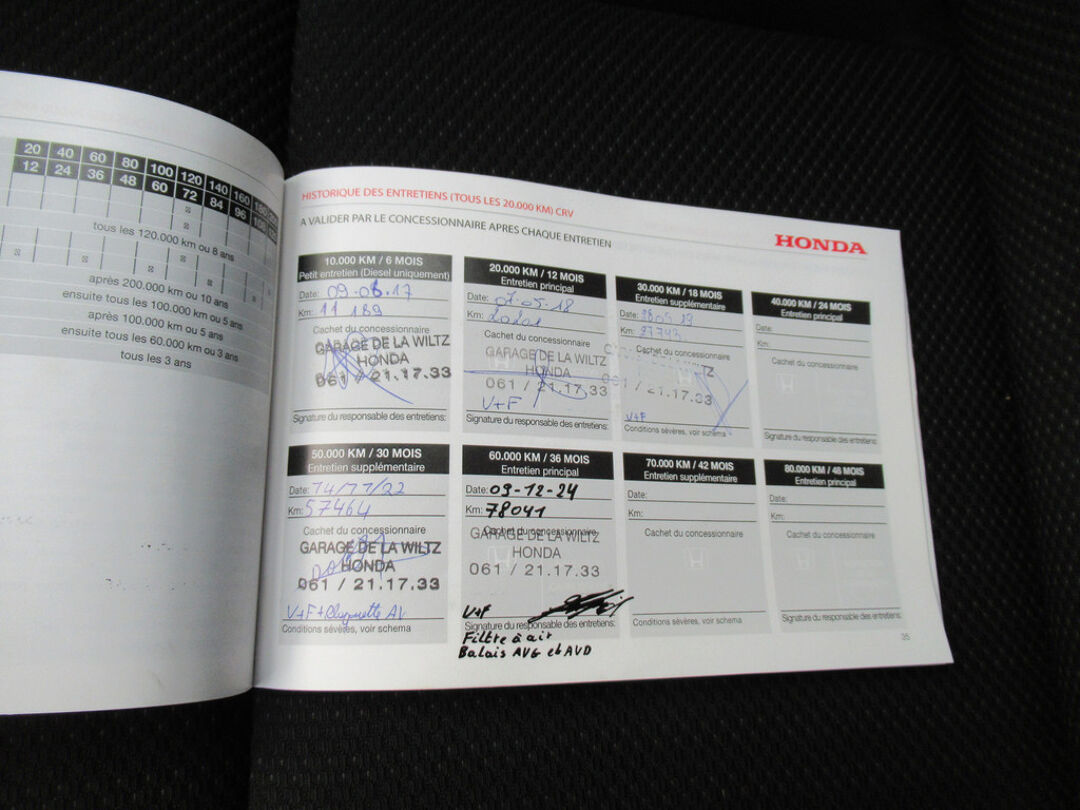 20 40 60 80 100 120 140 160
12 24 36 48 60 72 84 96
tous les 120.000 km ou 8 ans
après 200.000 km ou 10 ans
ensuite tous les 100.000 km ou 5 ans
après 100.000 km ou 5 ans
ensuite tous les 60.000 km ou 3 ans
tous les 3 ans
HISTORIQUE DES ENTRETIENS (TOUS LES 20.000 KM) CRV
A VALIDER PAR LE CONCESSIONNAIRE APRES CHAQUE ENTRETIEN
HONDA
10.000 KM / 6 MOIS
Petit entretien (Diesel uniquement)
Date: 09-06.17
Km: 11 189
Cachet du concessionnaire
GARAGE DE LA WILTZ
HONDA
061 / 21.17.33
Signature du responsable des entretiens:
20.000 KM / 12 MOIS
Entretien principal
Date: 07-05-18
Km:
Cachet du concessionnaire
GARAGE DE LA WILTZ
HONDA
061 / 21.17.33
V+F
Signature du responsable des entretiens:
30.000 KM / 18 MOIS
Entretien supplémentaire
Date:
Km:
Cachet du concessionnaire
061 / 21.17.33
V+F
Conditions sévères, voir schema
40.000 KM / 24 MOIS
Entretien principal
Date:
Km:
Cachet du concessionnaire
Signature du responsable des entretiens:
50.000 KM / 30 MOIS
Entretien supplémentaire
Date: 14/11/22
Km: 57464
Cachet du concessionnaire
GARAGE DE LA WILTZ
HONDA
061 / 21.17.33
V+F+Plaquette AV
Conditions sévères, voir schema
60.000 KM / 36 MOIS
Entretien principal
Date: 09-12-24
Km: 78041
Cachet du concessionnaire
GARAGE DE LA WILTZ
HONDA
061 / 21.17.33
V+F
Signature du responsable des entretiens:
Filtre à air
Balais AVG et AVD
70.000 KM / 42 MOIS
Entretien supplémentaire
Date:
Km:
Cachet du concessionnaire
Conditions sévères, voir schema
80.000 KM / 48 MOIS
Entretien principal
Date:
Km:
Cachet du concessionnaire
Signature du responsable des entretiens:
35